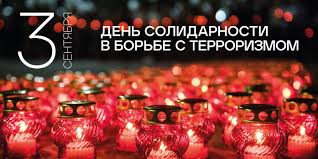 3
СЕНТЯБРЯ
ДЕНЬ СОЛИДАРНОСТИ
В БОРЬБЕ С ТЕРРОРИЗМОМ